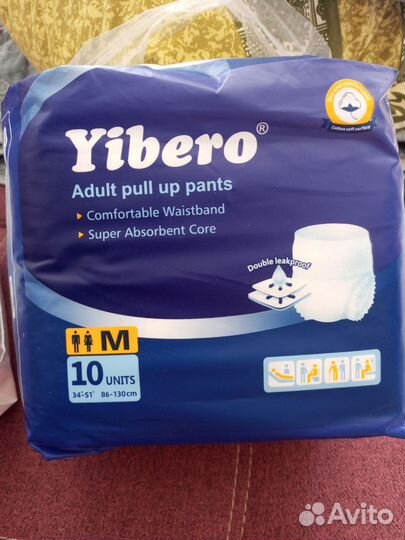 Yibero®
Adult pull up pants
Comfortable Waistband
Super Absorbent Core
Cotton soft surface
Double leakproof
M
10 UNITS
34"-51" 86-130cm
Avito